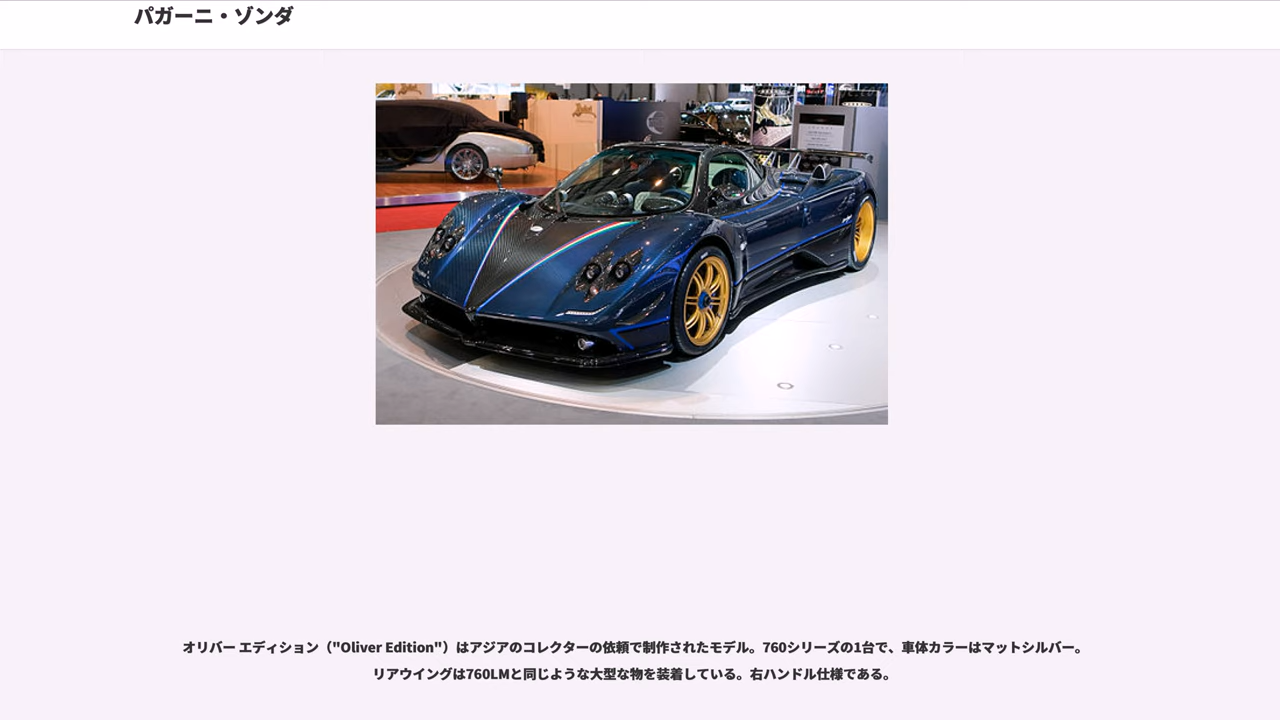 パガーニ・ゾンダ
オリバー エディション（"Oliver Edition"）はアジアのコレクターの依頼で制作されたモデル。760シリーズの1台で、車体カラーはマットシルバー。
リアウイングは760LMと同じような大型な物を装着している。右ハンドル仕様である。